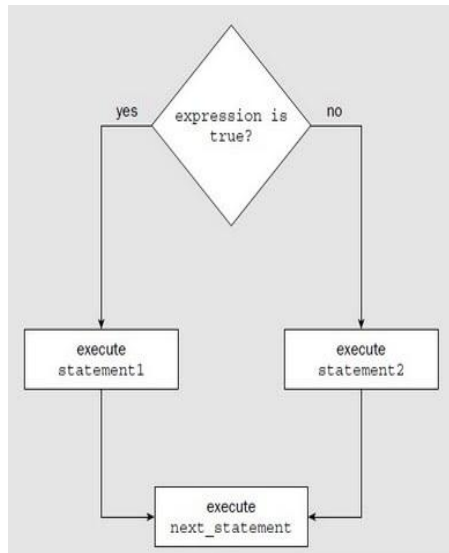 expression is
true?
yes
no
execute
statement1
execute
statement2
execute
next_statement